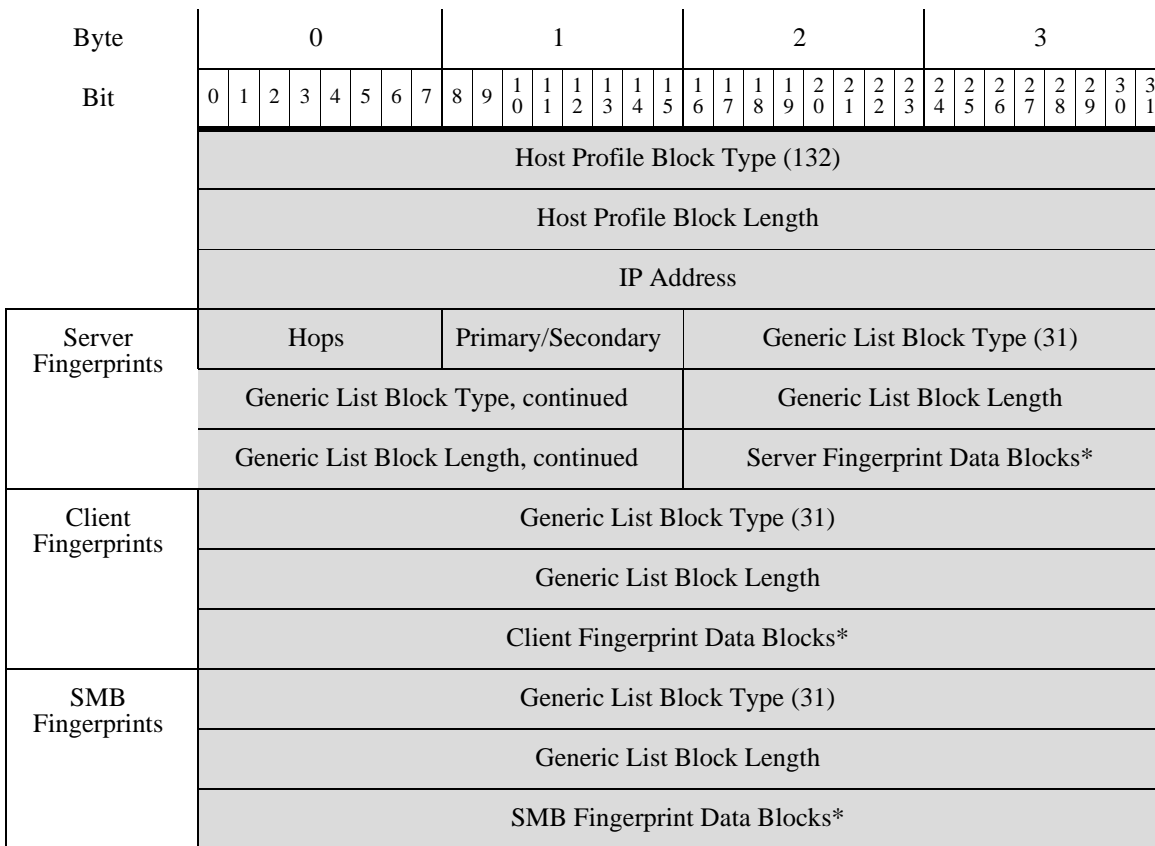 Byte 0 1 2 3
Bit 0 1 2 3 4 5 6 7 8 9 10 11 12 13 14 15 16 17 18 19 20 21 22 23 24 25 26 27 28 29 30 31
Host Profile Block Type (132)
Host Profile Block Length
IP Address
Server Fingerprints
Hops Primary/Secondary Generic List Block Type (31)
Generic List Block Type, continued Generic List Block Length
Generic List Block Length, continued Server Fingerprint Data Blocks*
Client Fingerprints
Generic List Block Type (31)
Generic List Block Length
Client Fingerprint Data Blocks*
SMB Fingerprints
Generic List Block Type (31)
Generic List Block Length
SMB Fingerprint Data Blocks*